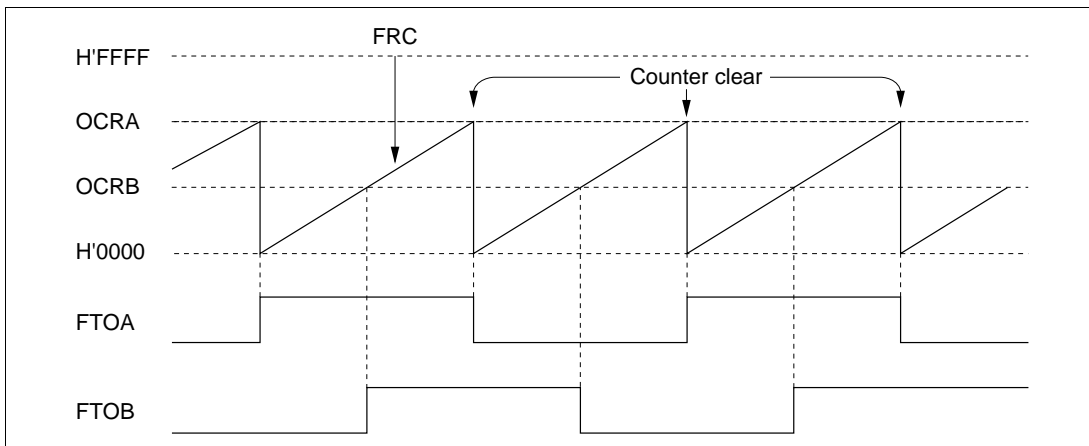 FRC
H'FFFF
Counter clear
OCRA
OCRB
H'0000
FTOA
FTOB